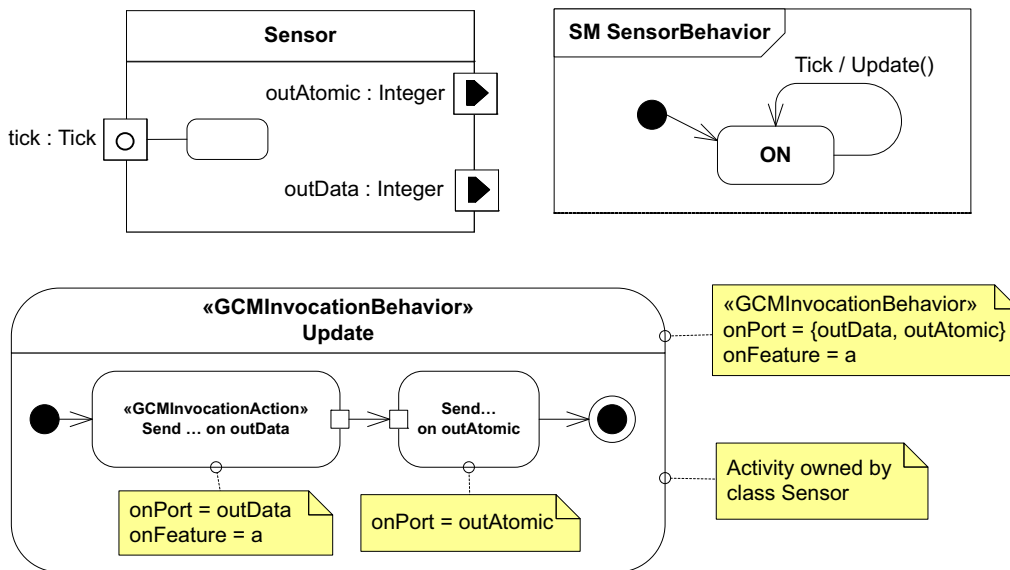 Sensor
outAtomic : Integer
tick : Tick
outData : Integer
SM SensorBehavior
Tick / Update()
ON
«GCMInvocationBehavior»
Update
«GCMInvocationAction»
Send ... on outData
Send...
on outAtomic
onPort = outData
onFeature = a
onPort = outAtomic
«GCMInvocationBehavior»
onPort = {outData, outAtomic}
onFeature = a
Activity owned by
class Sensor